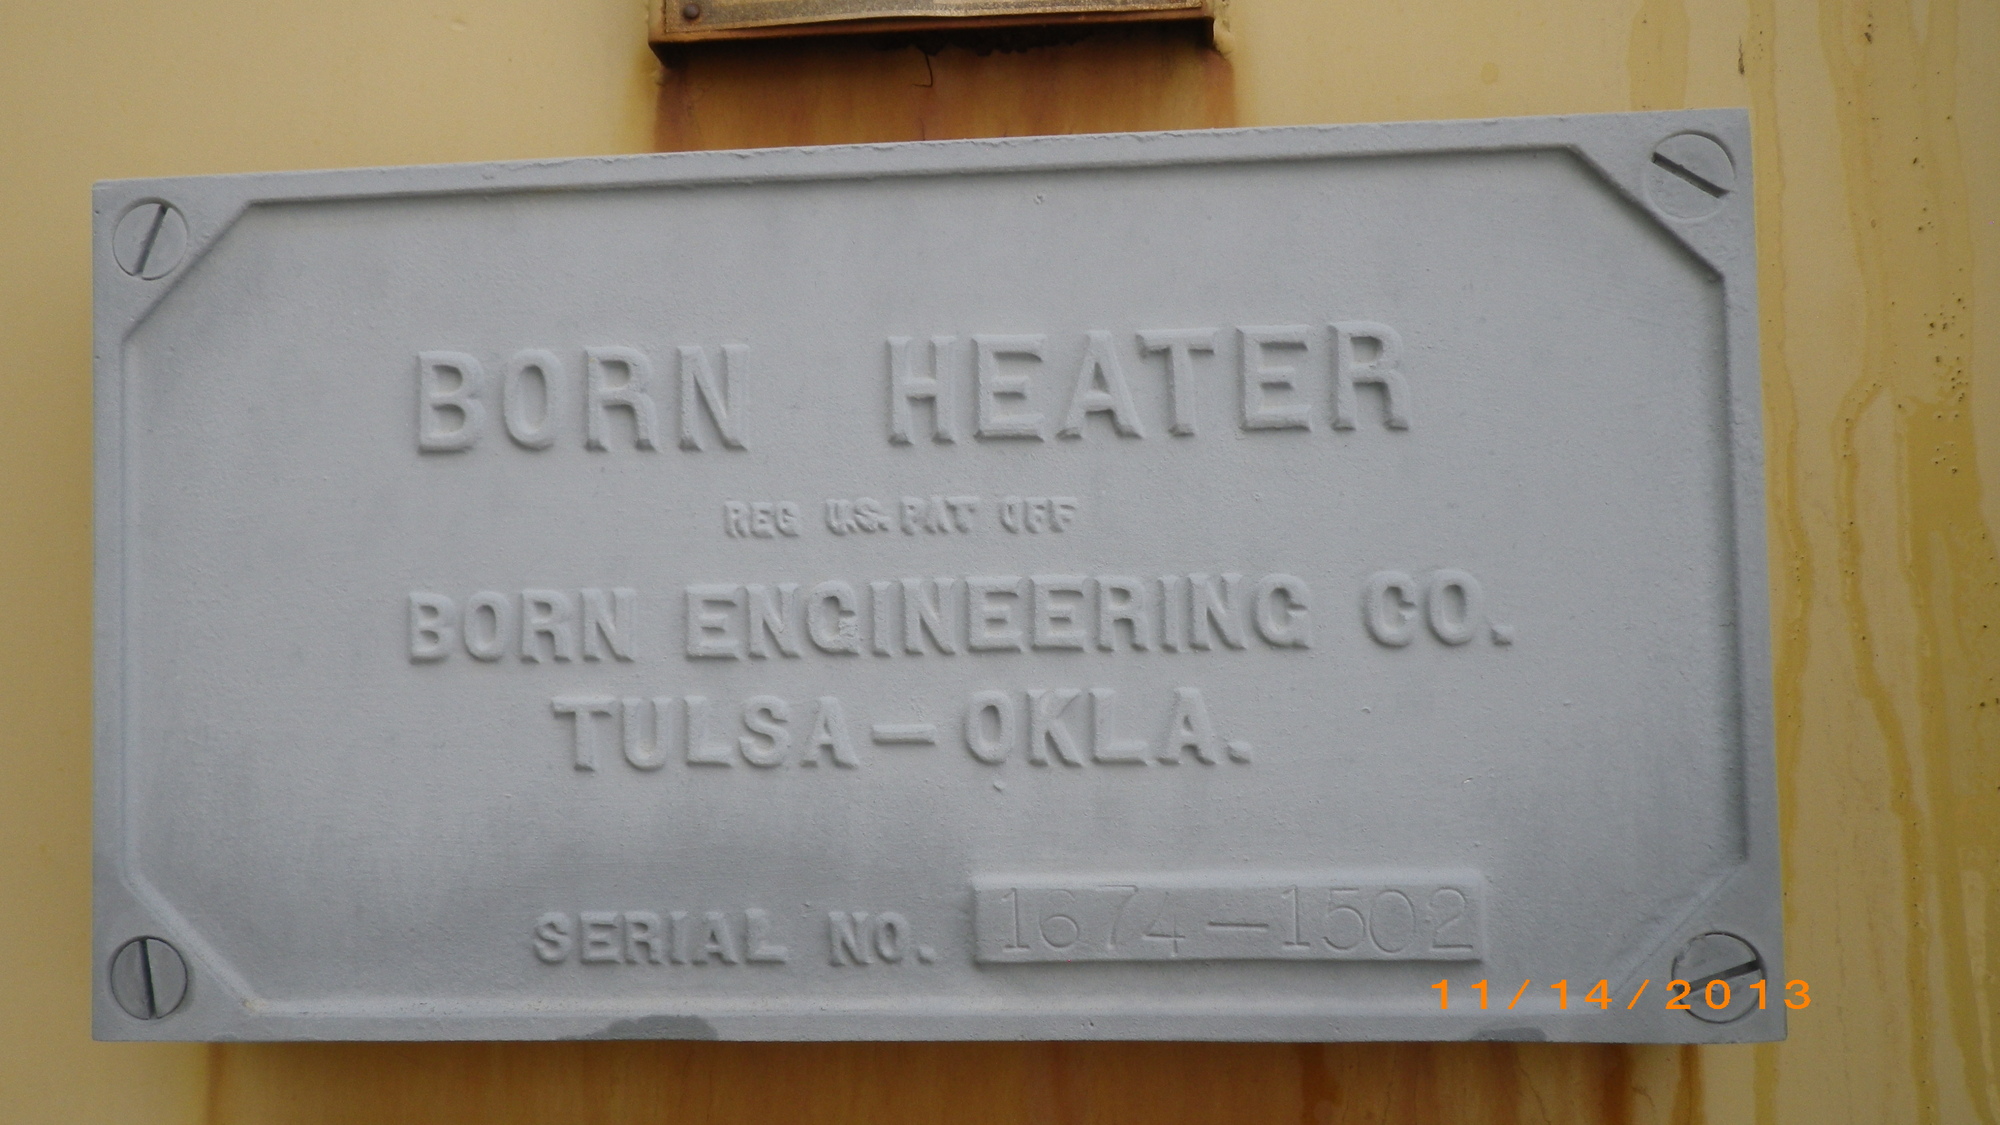 BORN HEATER
REG U.S. PAT OFF
BORN ENGINEERING CO.
TULSA-OKLA.
SERIAL NO. 1674-1502
11/14/2013